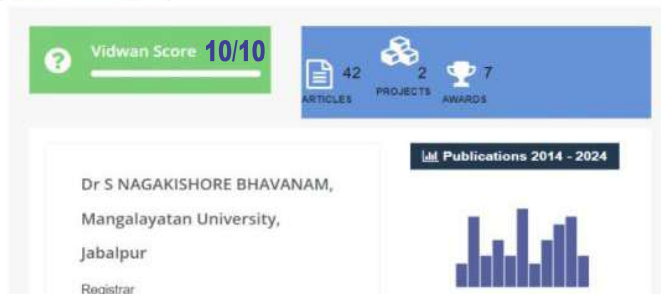 Vidwan Score 10/10
42
ARTICLES
2
PROJECTS
7
AWARDS
Publications 2014 - 2024
Dr S NAGAKISHORE BHAVANAM,
Mangalayatan University,
Jabalpur
Registrar